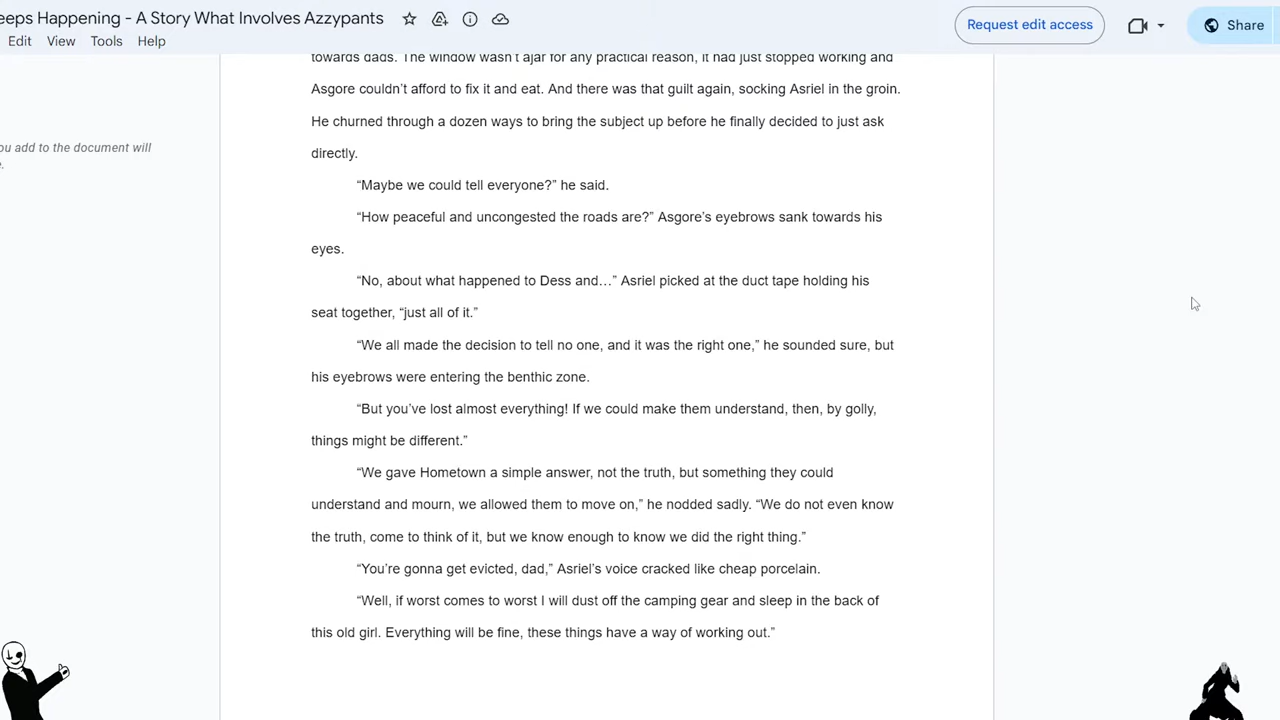 eeps Happening - A Story What Involves Azzypants
Request edit access
Share
Edit View Tools Help
towards dads. The window wasn't ajar for any practical reason, it had just stopped working and
Asgore couldn’t afford to fix it and eat. And there was that guilt again, socking Asriel in the groin.
He churned through a dozen ways to bring the subject up before he finally decided to just ask
directly.
ou add to the document will
e.
“Maybe we could tell everyone?” he said.
“How peaceful and uncongested the roads are?” Asgore’s eyebrows sank towards his
eyes.
“No, about what happened to Dess and…” Asriel picked at the duct tape holding his
seat together, “just all of it.”
“We all made the decision to tell no one, and it was the right one,” he sounded sure, but
his eyebrows were entering the benthic zone.
“But you’ve lost almost everything! If we could make them understand, then, by golly,
things might be different.”
“We gave Hometown a simple answer, not the truth, but something they could
understand and mourn, we allowed them to move on,” he nodded sadly. “We do not even know
the truth, come to think of it, but we know enough to know we did the right thing.”
“You’re gonna get evicted, dad,” Asriel’s voice cracked like cheap porcelain.
“Well, if worst comes to worst I will dust off the camping gear and sleep in the back of
this old girl. Everything will be fine, these things have a way of working out.”